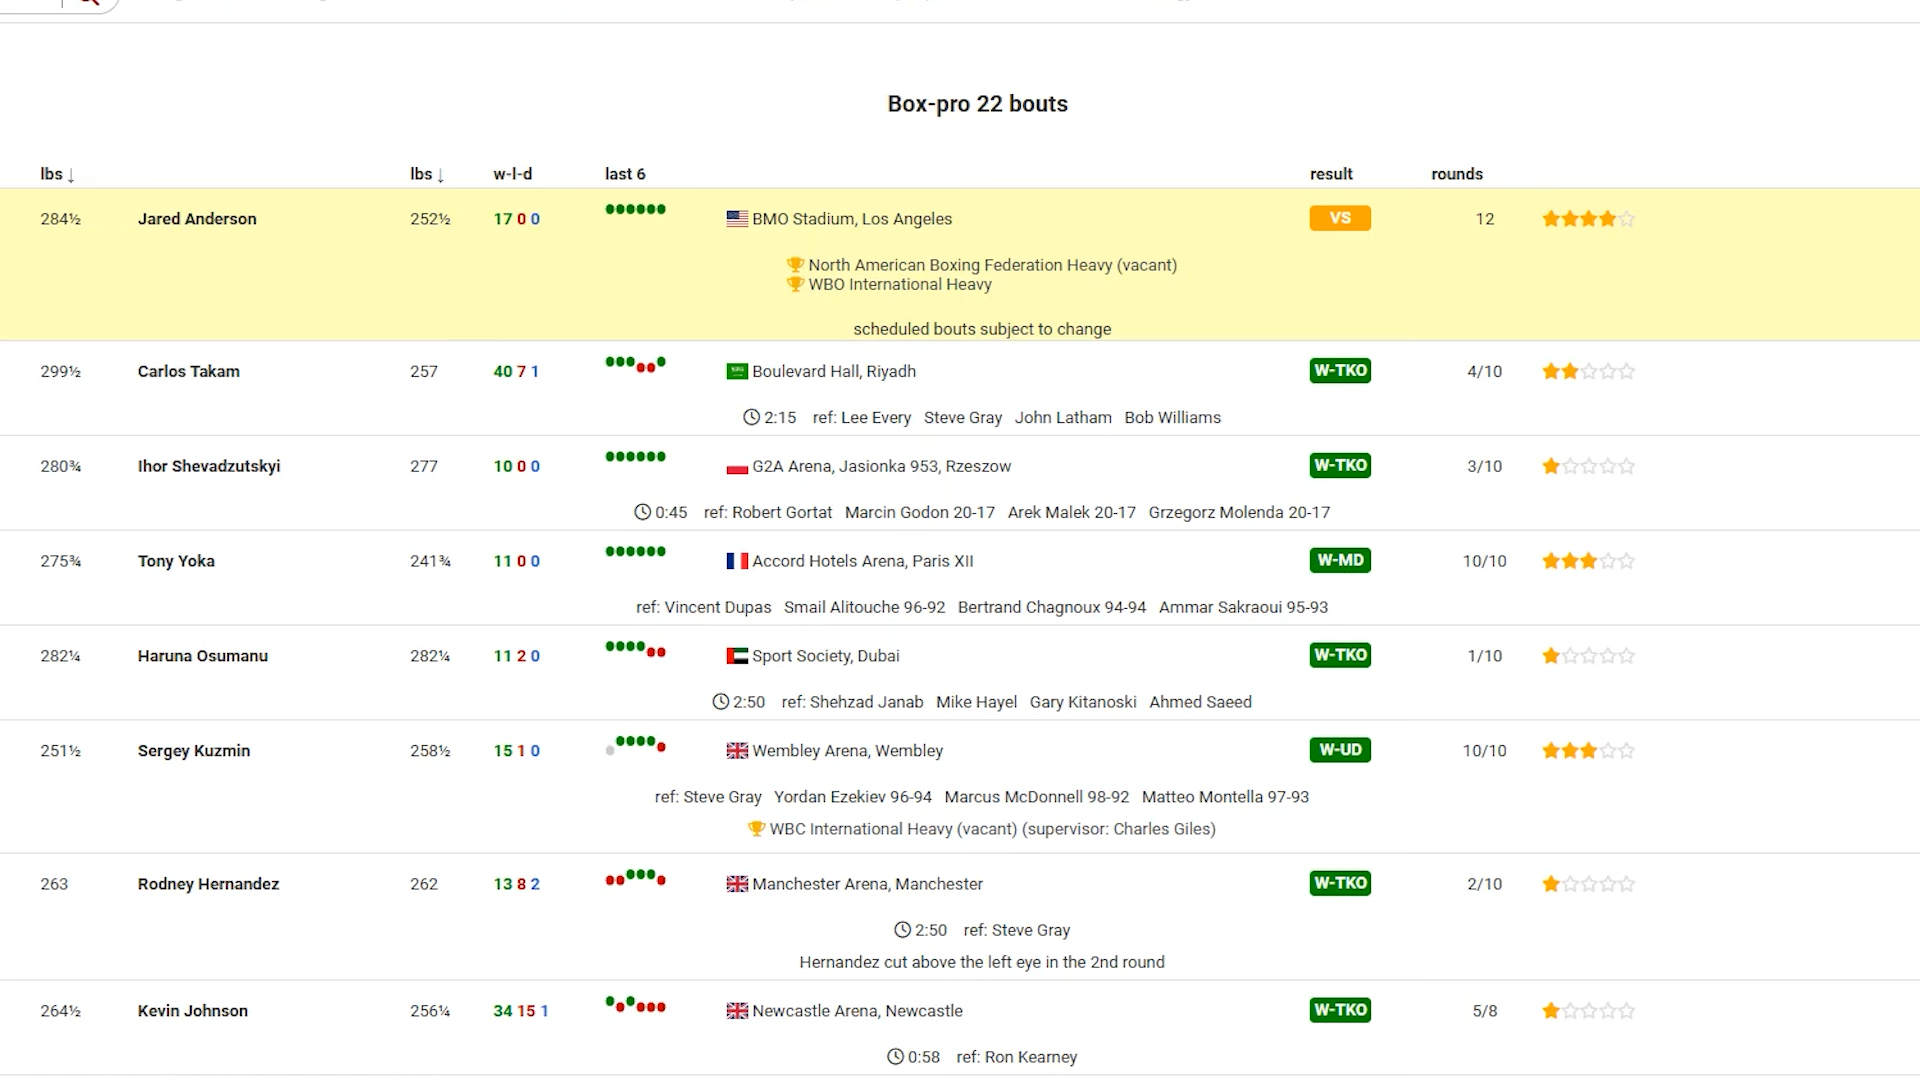 Box-pro 22 bouts
lbs ↓ lbs ↓ w-l-d last 6 result rounds
284½ Jared Anderson 252½ 17 0 0 BMO Stadium, Los Angeles VS 12
North American Boxing Federation Heavy (vacant)
WBO International Heavy
scheduled bouts subject to change
299½ Carlos Takam 257 40 7 1 Boulevard Hall, Riyadh W-TKO 4/10
2:15 ref: Lee Every Steve Gray John Latham Bob Williams
280¾ Ihor Shevadzutskyi 277 10 0 0 G2A Arena, Jasionka 953, Rzeszow W-TKO 3/10
0:45 ref: Robert Gortat Marcin Godon 20-17 Arek Malek 20-17 Grzegorz Molenda 20-17
275¾ Tony Yoka 241¾ 11 0 0 Accord Hotels Arena, Paris XII W-MD 10/10
ref: Vincent Dupas Smail Alitouche 96-92 Bertrand Chagnoux 94-94 Ammar Sakraoui 95-93
282¼ Haruna Osumanu 282¼ 11 2 0 Sport Society, Dubai W-TKO 1/10
2:50 ref: Shehzad Janab Mike Hayel Gary Kitanoski Ahmed Saeed
251½ Sergey Kuzmin 258½ 15 1 0 Wembley Arena, Wembley W-UD 10/10
ref: Steve Gray Yordan Ezekiev 96-94 Marcus McDonnell 98-92 Matteo Montella 97-93
WBC International Heavy (vacant) (supervisor: Charles Giles)
263 Rodney Hernandez 262 13 8 2 Manchester Arena, Manchester W-TKO 2/10
2:50 ref: Steve Gray
Hernandez cut above the left eye in the 2nd round
264½ Kevin Johnson 256¼ 34 15 1 Newcastle Arena, Newcastle W-TKO 5/8
0:58 ref: Ron Kearney